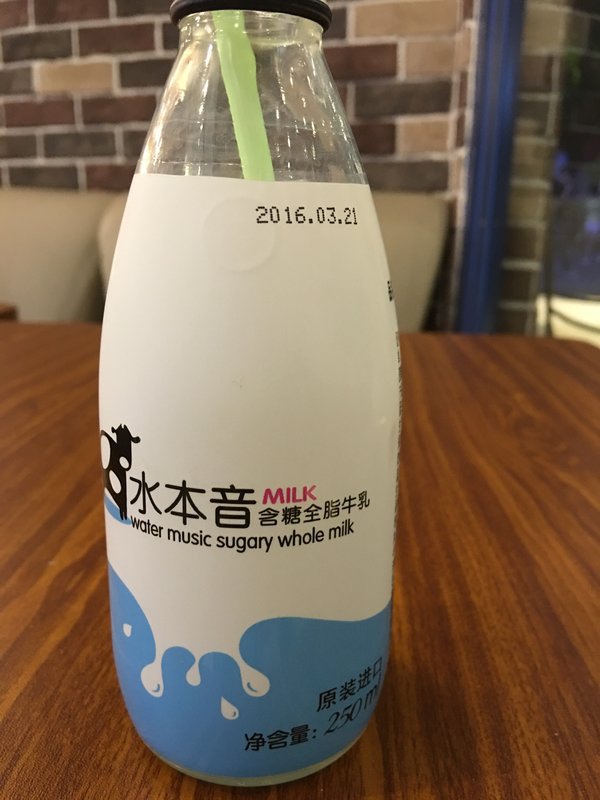 2016.03.21
水本音 MILK
含糖全脂牛乳
water music sugary whole milk
原装进口
净含量: 250 ml